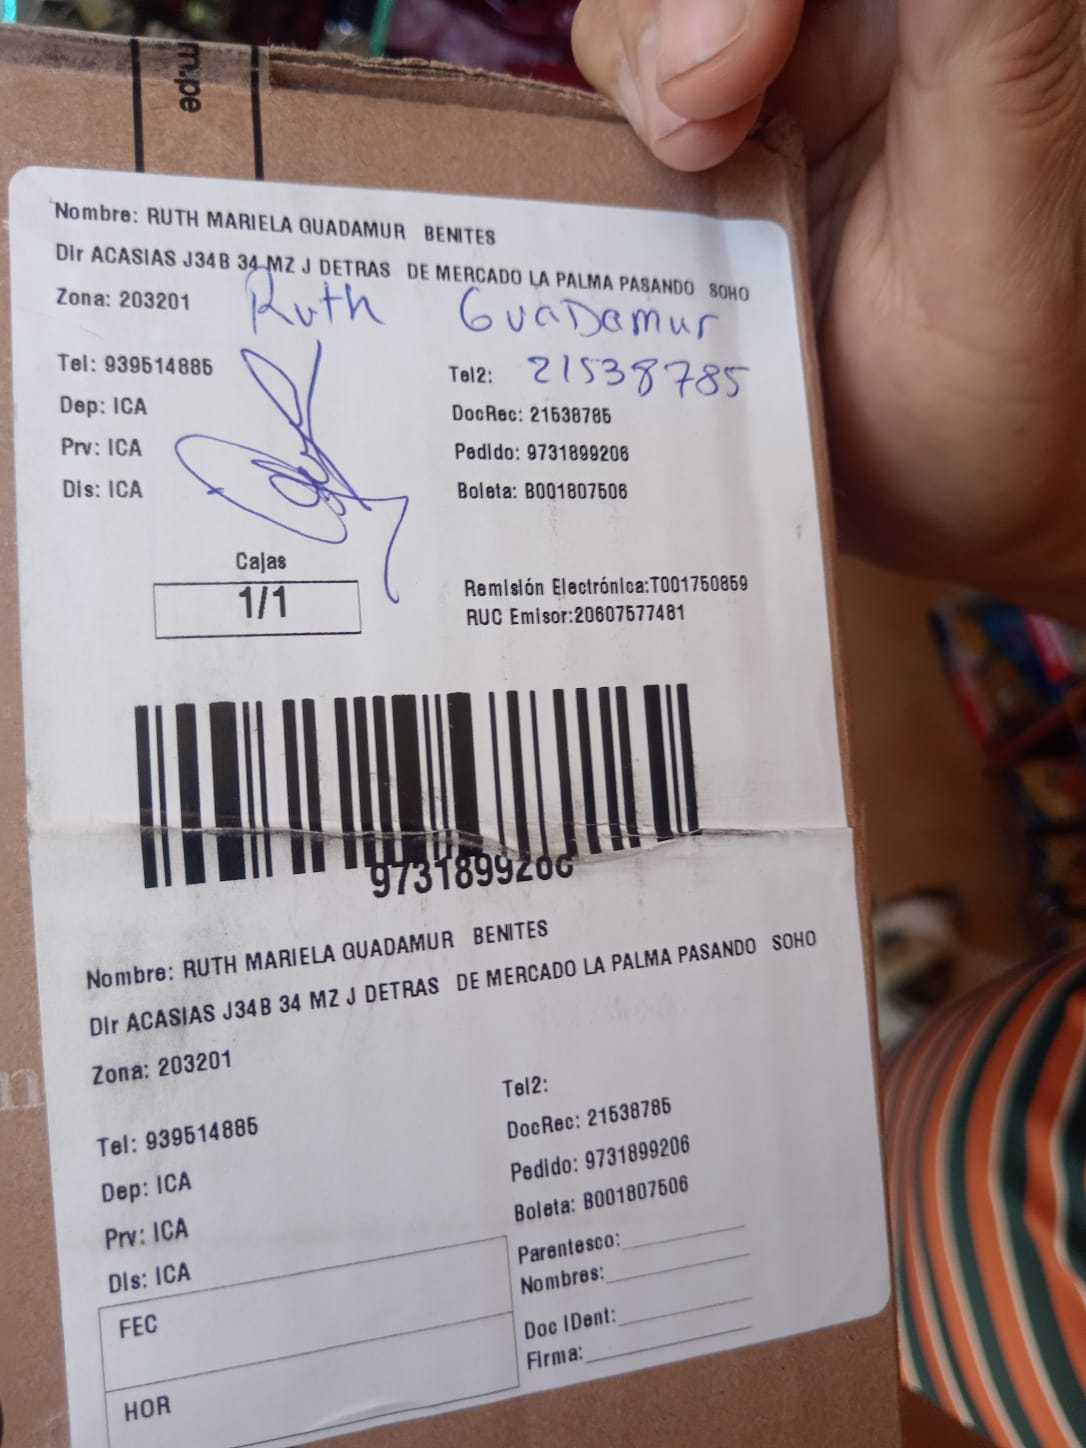 m.pe
Nombre: RUTH MARIELA GUADAMUR BENITES
Dir ACASIAS J34B 34 MZ J DETRAS DE MERCADO LA PALMA PASANDO SOHO
Zona: 203201
Ruth Guadamur
Tel: 939514885
Tel2: 21538785
Dep: ICA
DocRec: 21538785
Prv: ICA
Pedido: 9731899206
Dis: ICA
Boleta: B001807506
Cajas
1/1
Remisión Electrónica:T001750859
RUC Emisor:20607577481
9731899206
Nombre: RUTH MARIELA GUADAMUR BENITES
Dir ACASIAS J34B 34 MZ J DETRAS DE MERCADO LA PALMA PASANDO SOHO
Zona: 203201
Tel2:
Tel: 939514885
DocRec: 21538785
Dep: ICA
Pedido: 9731899206
Prv: ICA
Boleta: B001807506
Dis: ICA
Parentesco:
Nombres:
FEC
Doc IDent:
Firma:
HOR